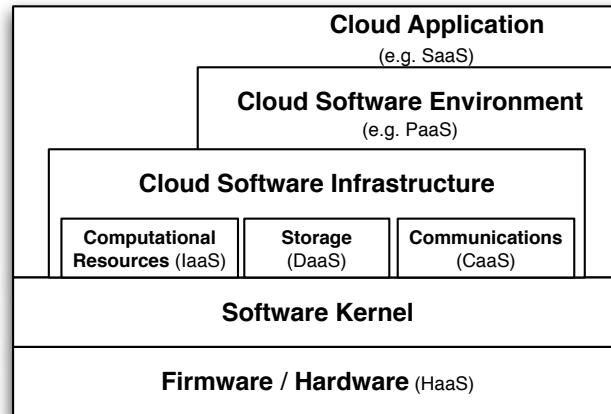 Cloud Application
(e.g. SaaS)
Cloud Software Environment
(e.g. PaaS)
Cloud Software Infrastructure
Computational
Resources (IaaS)
Storage
(DaaS)
Communications
(CaaS)
Software Kernel
Firmware / Hardware (HaaS)